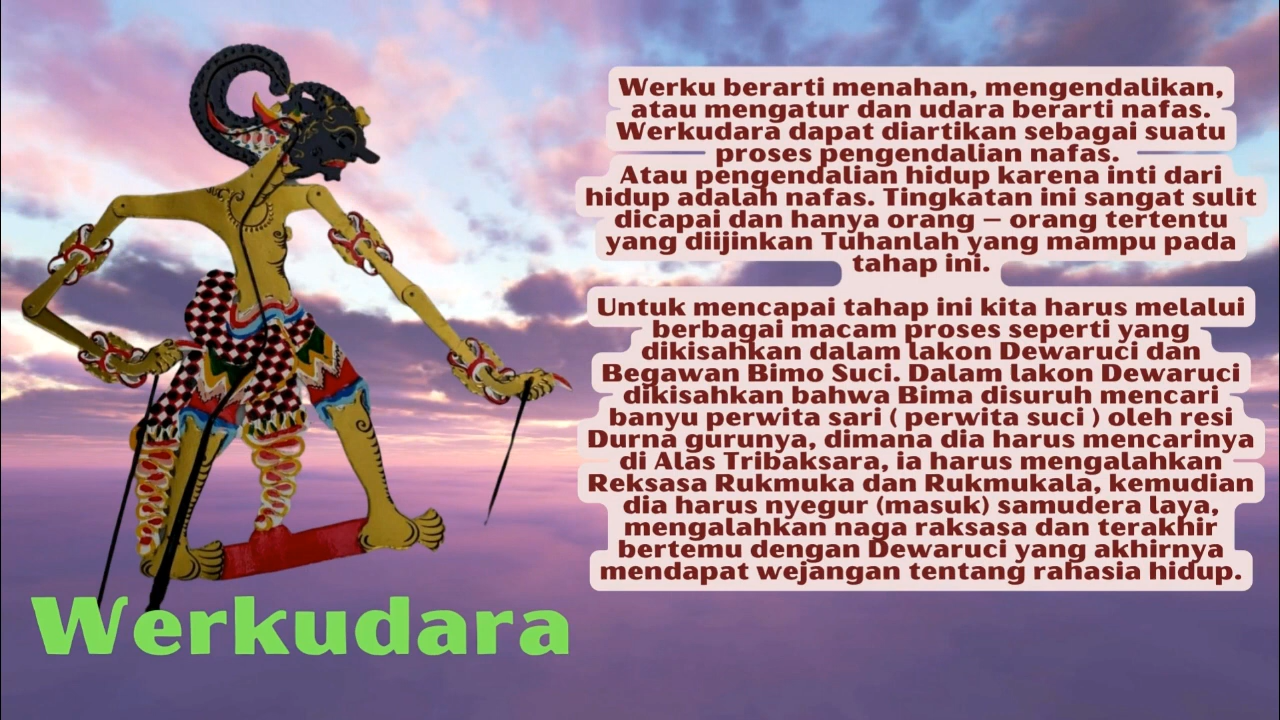 Werku berarti menahan, mengendalikan,
atau mengatur dan udara berarti nafas.
Werkudara dapat diartikan sebagai suatu
proses pengendalian nafas.
Atau pengendalian hidup karena inti dari
hidup adalah nafas. Tingkatan ini sangat sulit
dicapai dan hanya orang – orang tertentu
yang diijinkan Tuhanlah yang mampu pada
tahap ini.
Untuk mencapai tahap ini kita harus melalui
berbagai macam proses seperti yang
dikisahkan dalam lakon Dewaruci dan
Begawan Bimo Suci. Dalam lakon Dewaruci
dikisahkan bahwa Bima disuruh mencari
banyu perwita sari ( perwita suci ) oleh resi
Durna gurunya, dimana dia harus mencarinya
di Alas Tribaksara, ia harus mengalahkan
Reksasa Rukmuka dan Rukmukala, kemudian
dia harus nyegur (masuk) samudera laya,
mengalahkan naga raksasa dan terakhir
bertemu dengan Dewaruci yang akhirnya
mendapat wejangan tentang rahasia hidup.
Werkudara